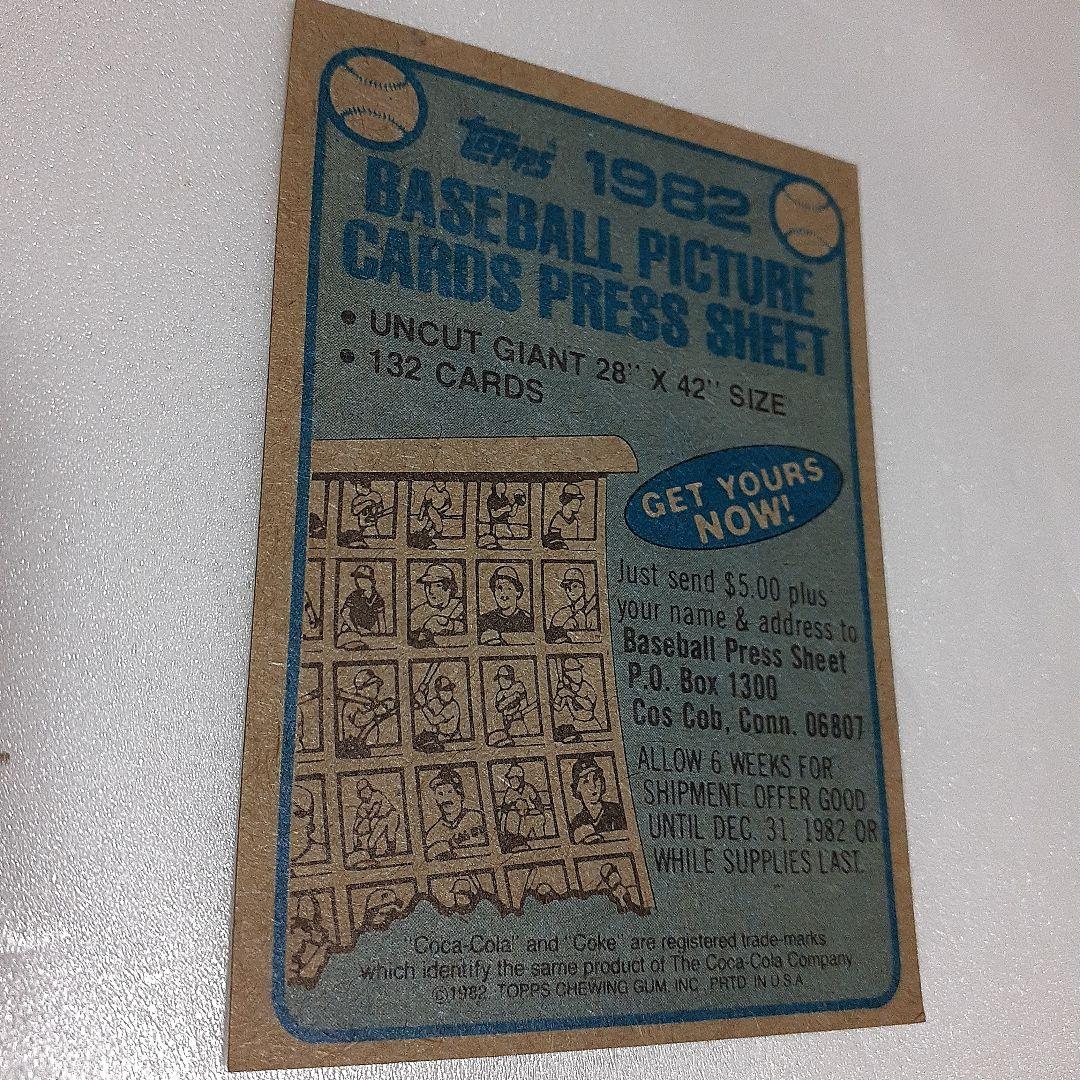 Topps 1982
BASEBALL PICTURE
CARDS PRESS SHEET
• UNCUT GIANT 28" X 42" SIZE
• 132 CARDS
GET YOURS
NOW!
Just send $5.00 plus
your name & address to
Baseball Press Sheet
P.O. Box 1300
Cos Cob, Conn. 06807
ALLOW 6 WEEKS FOR
SHIPMENT. OFFER GOOD
UNTIL DEC. 31, 1982 OR
WHILE SUPPLIES LAST.
"Coca-Cola" and "Coke" are registered trade-marks
which identify the same product of The Coca-Cola Company
©1982 TOPPS CHEWING GUM, INC., PRTD. IN U.S.A.